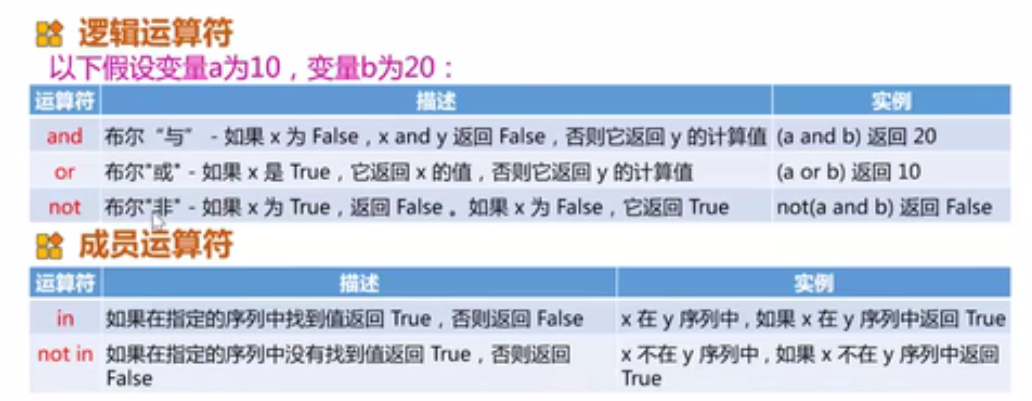 逻辑运算符
以下假设变量a为10，变量b为20：
运算符 描述 实例
and 布尔“与” - 如果 x 为 False，x and y 返回 False，否则它返回 y 的计算值 (a and b) 返回 20
or 布尔"或" - 如果 x 是 True，它返回 x 的值，否则它返回 y 的计算值 (a or b) 返回 10
not 布尔"非" - 如果 x 为 True，返回 False 。如果 x 为 False，它返回 True not(a and b) 返回 False
成员运算符
运算符 描述 实例
in 如果在指定的序列中找到值返回 True，否则返回 False x 在 y 序列中 , 如果 x 在 y 序列中返回 True
not in 如果在指定的序列中没有找到值返回 True，否则返回 x 不在 y 序列中 , 如果 x 不在 y 序列中返回
False True